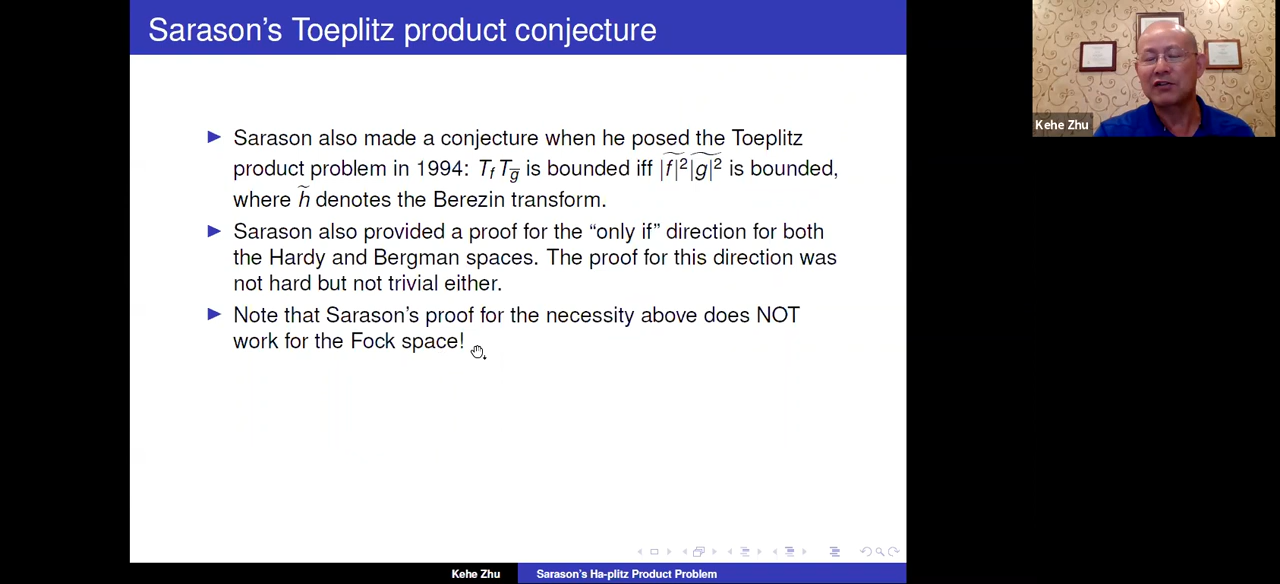 Sarason's Toeplitz product conjecture
Kehe Zhu
▶ Sarason also made a conjecture when he posed the Toeplitz
product problem in 1994: T_f T_{\overline{g}} is bounded iff \widetilde{|f|^2}\widetilde{|g|^2} is bounded,
where \widetilde{h} denotes the Berezin transform.
▶ Sarason also provided a proof for the “only if” direction for both
the Hardy and Bergman spaces. The proof for this direction was
not hard but not trivial either.
▶ Note that Sarason's proof for the necessity above does NOT
work for the Fock space!
Kehe Zhu
Sarason's Ha-plitz Product Problem